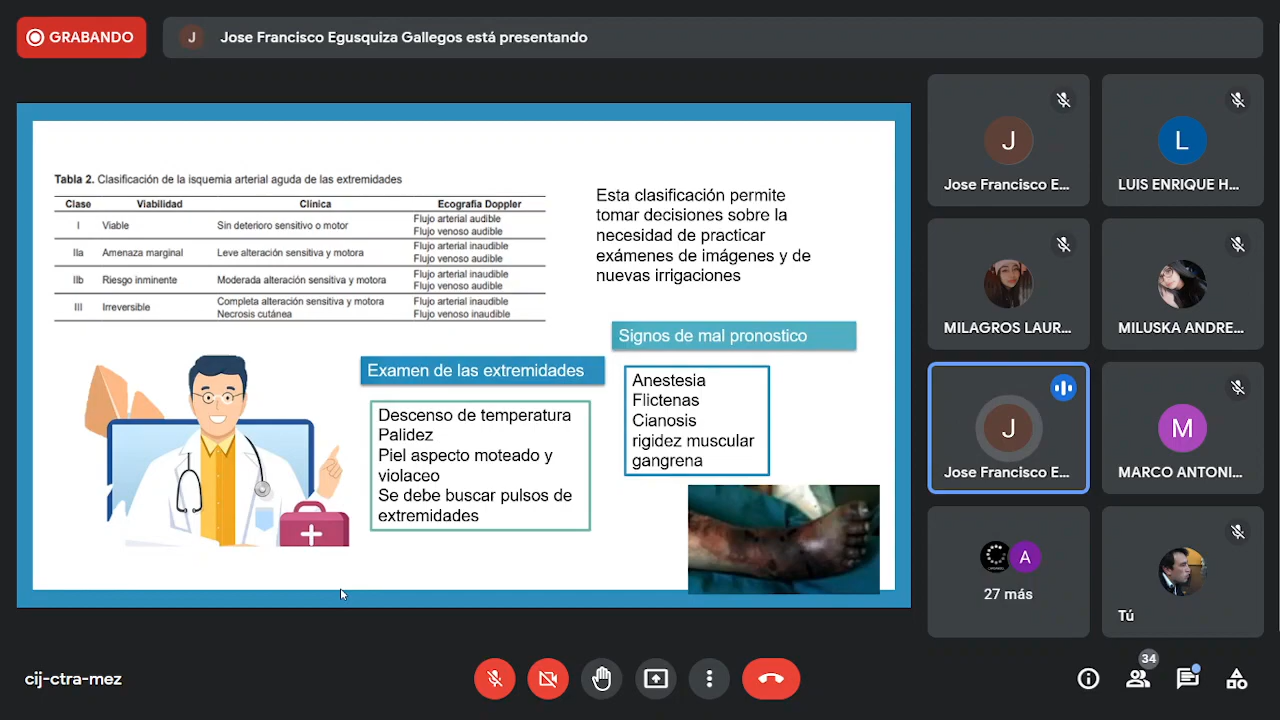 GRABANDO
J
Jose Francisco Egusquiza Gallegos está presentando
Tabla 2. Clasificación de la isquemia arterial aguda de las extremidades
Clase Viabilidad Clínica Ecografía Doppler
I Viable Sin deterioro sensitivo o motor Flujo arterial audible
Flujo venoso audible
IIa Amenaza marginal Leve alteración sensitiva y motora Flujo arterial inaudible
Flujo venoso audible
IIb Riesgo inminente Moderada alteración sensitiva y motora Flujo arterial inaudible
Flujo venoso audible
III Irreversible Completa alteración sensitiva y motora Flujo arterial inaudible
Necrosis cutánea Flujo venoso inaudible
Esta clasificación permite
tomar decisiones sobre la
necesidad de practicar
exámenes de imágenes y de
nuevas irrigaciones
Signos de mal pronostico
Anestesia
Flictenas
Cianosis
rigidez muscular
gangrena
Examen de las extremidades
Descenso de temperatura
Palidez
Piel aspecto moteado y
violaceo
Se debe buscar pulsos de
extremidades
J
Jose Francisco E...
L
LUIS ENRIQUE H...
MILAGROS LAUR...
MILUSKA ANDRE...
J
Jose Francisco E...
M
MARCO ANTONI...
A
27 más
Tú
cij-ctra-mez
34